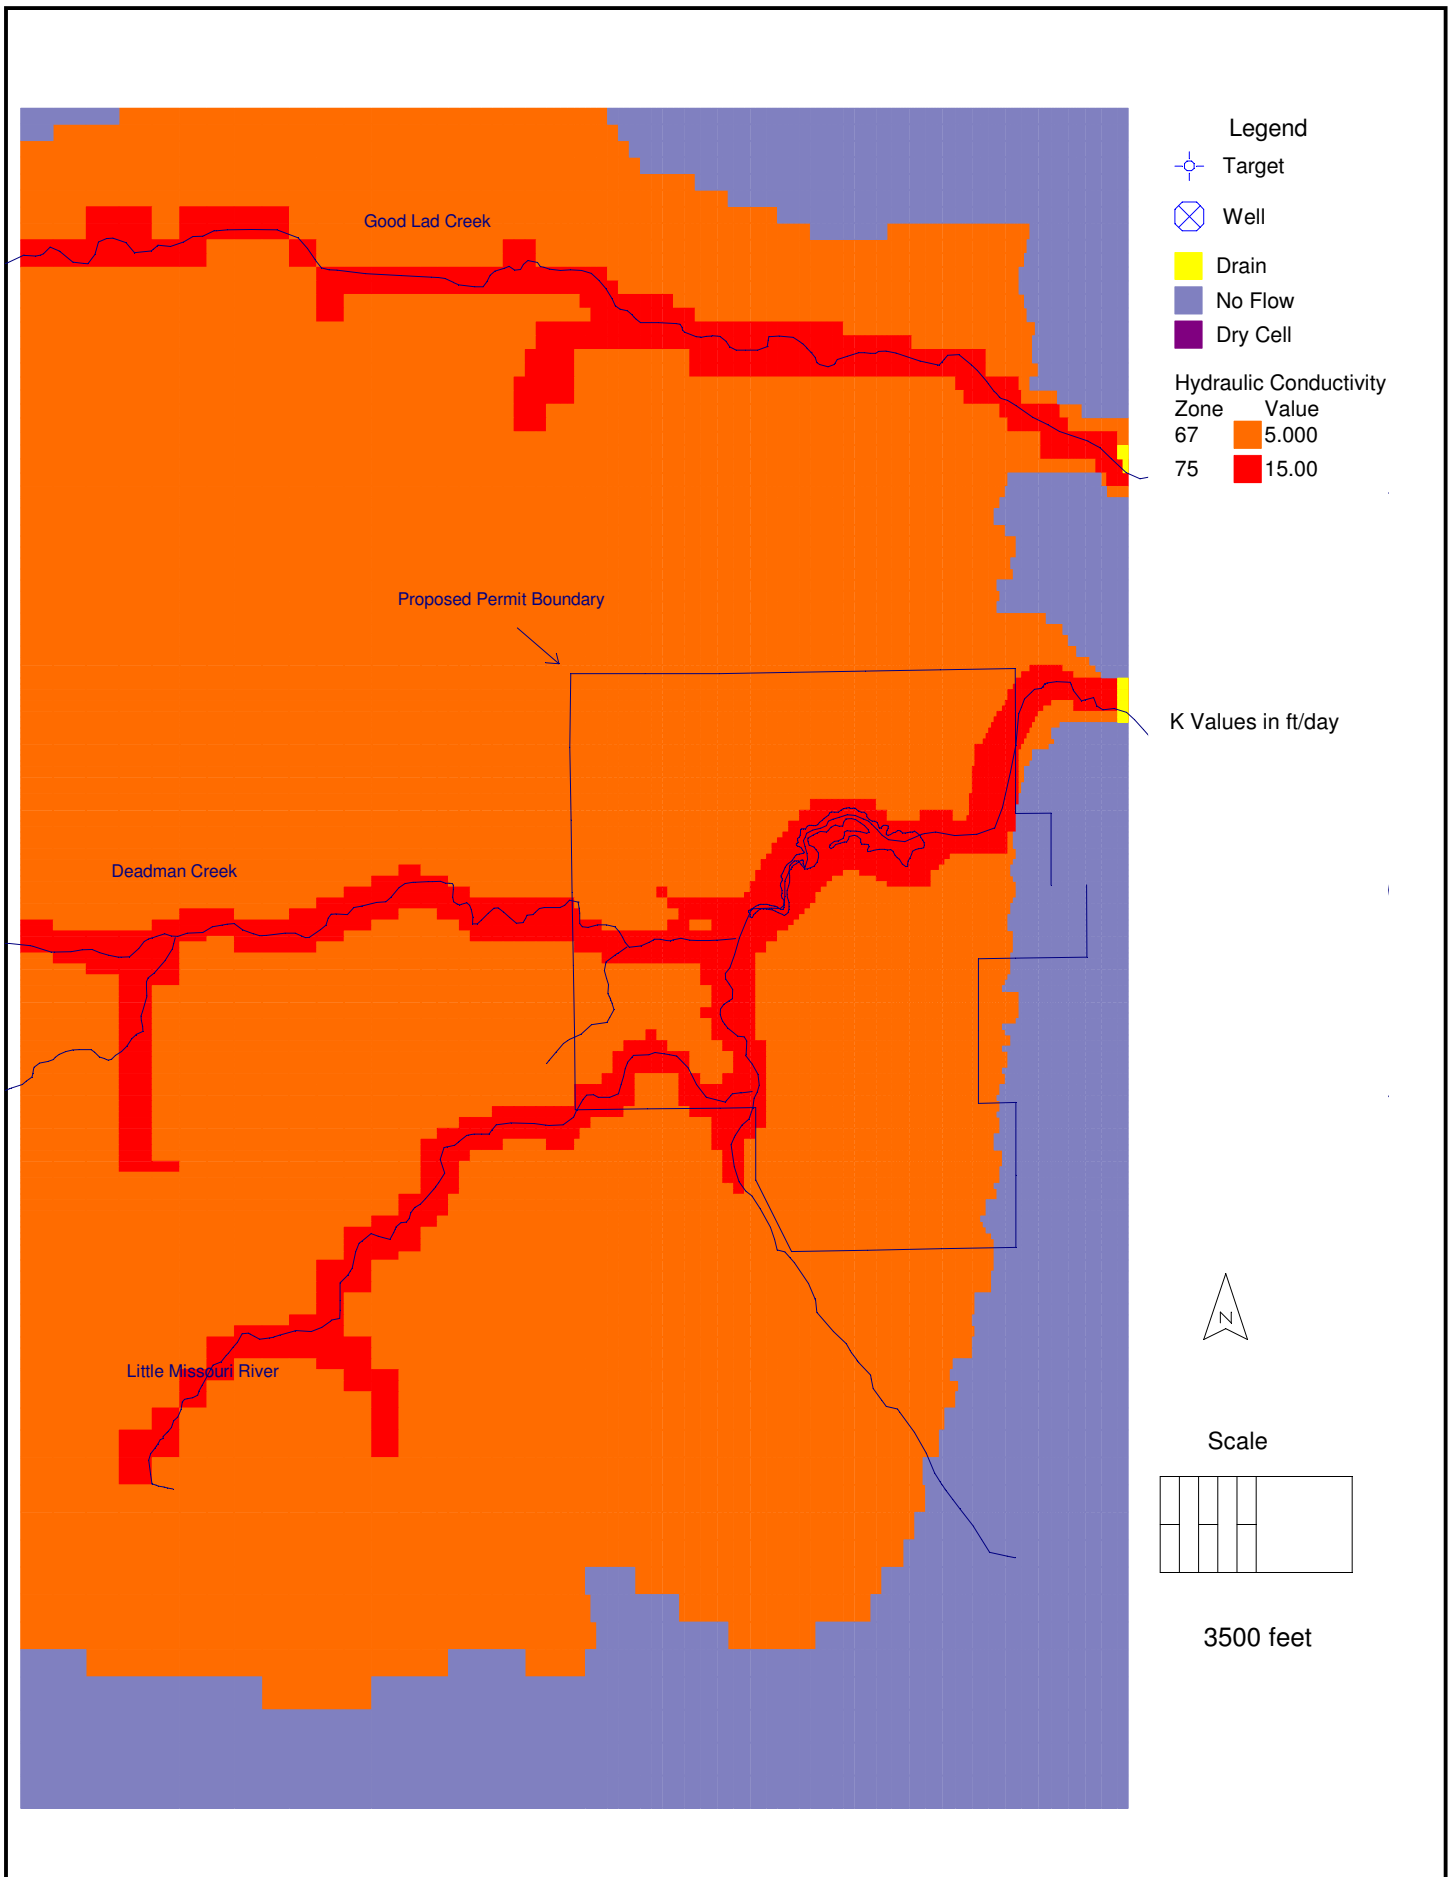 Legend
Target
Well
Drain
No Flow
Dry Cell
Hydraulic Conductivity
Zone Value
67 5.000
75 15.00
Good Lad Creek
Proposed Permit Boundary
K Values in ft/day
Deadman Creek
Little Missouri River
N
Scale
3500 feet